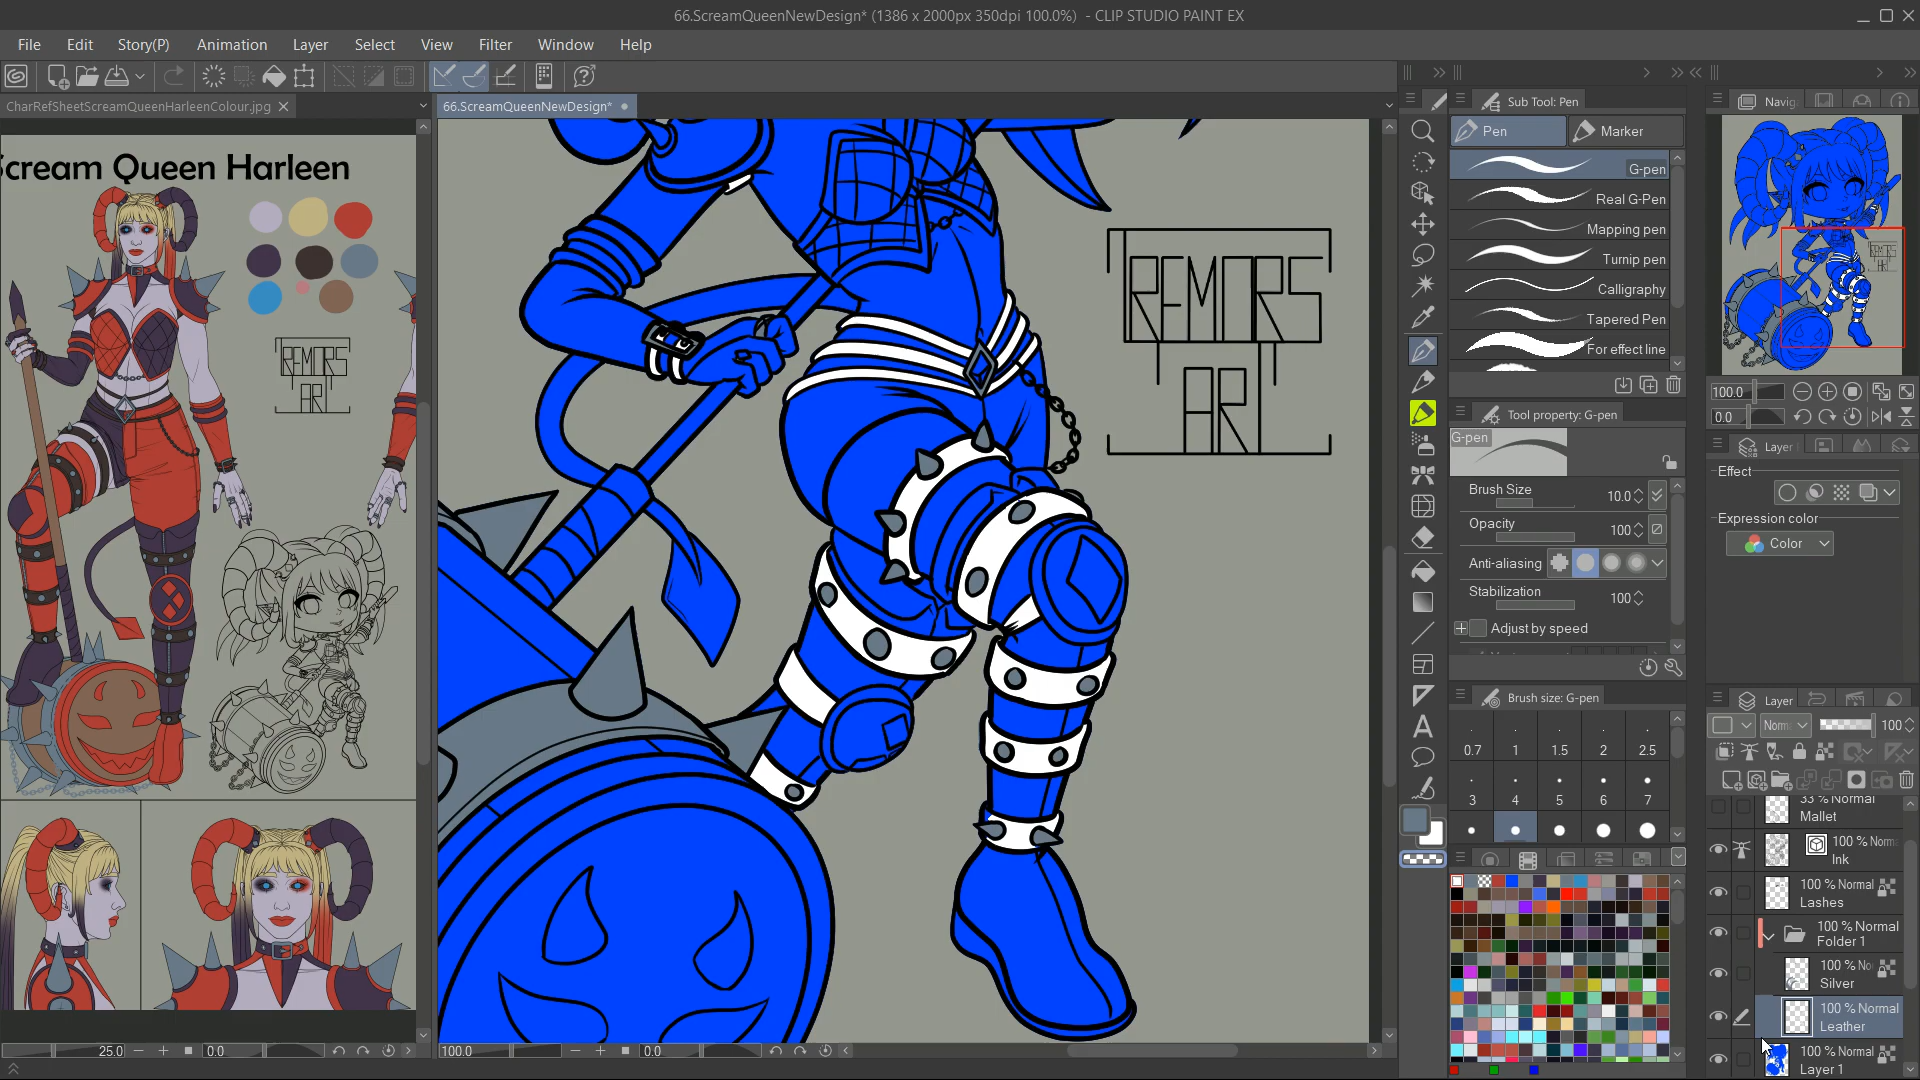 66.ScreamQueenNewDesign* (1386 x 2000px 350dpi 100.0%) - CLIP STUDIO PAINT EX
File Edit Story(P) Animation Layer Select View Filter Window Help
CharRefSheetScreamQueenHarleenColour.jpg
66.ScreamQueenNewDesign*
Scream Queen Harleen
REMORS
ART
REMORS
ART
25.0
0.0
100.0
0.0
Sub Tool: Pen
Pen
Marker
G-pen
Real G-Pen
Mapping pen
Turnip pen
Calligraphy
Tapered Pen
For effect line
Tool property: G-pen
G-pen
Brush Size 10.0
Opacity 100
Anti-aliasing
Stabilization 100
Adjust by speed
Brush size: G-pen
0.7 1 1.5 2 2.5
3 4 5 6 7
Navig
100.0
0.0
Layer
Effect
Expression color
Color
Layer
Norm 100
33 % Normal
Mallet
100 % Norm
Ink
100 % Normal
Lashes
100 % Normal
Folder 1
100 % No
Silver
100 % Normal
Leather
100 % Normal
Layer 1